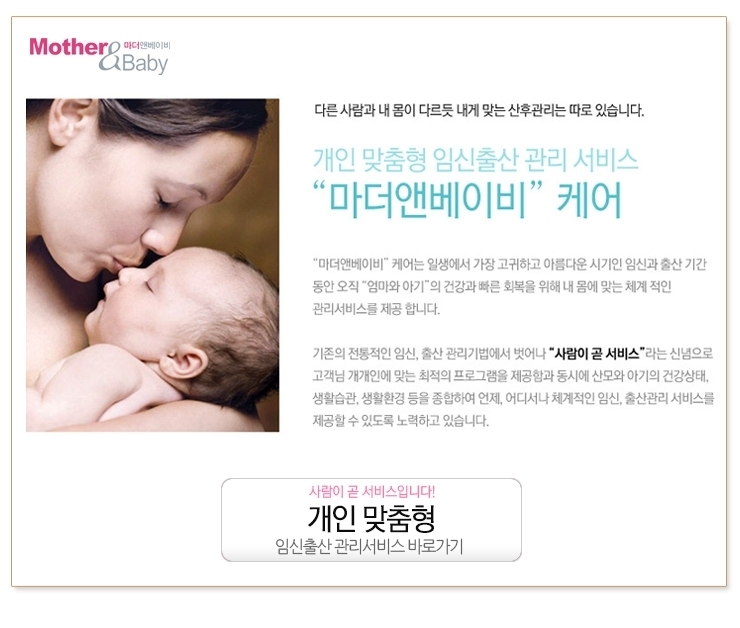 Mother 마더앤베이비
&Baby
다른 사람과 내 몸이 다르듯 내게 맞는 산후관리는 따로 있습니다.
개인 맞춤형 임신출산 관리 서비스
“마더앤베이비” 케어
“마더앤베이비” 케어는 일생에서 가장 고귀하고 아름다운 시기인 임신과 출산 기간
동안 오직 “엄마와 아기”의 건강과 빠른 회복을 위해 내 몸에 맞는 체계 적인
관리서비스를 제공 합니다.
기존의 전통적인 임신, 출산 관리기법에서 벗어나 “사람이 곧 서비스”라는 신념으로
고객님 개개인에 맞는 최적의 프로그램을 제공함과 동시에 산모와 아기의 건강상태,
생활습관, 생활환경 등을 종합하여 언제, 어디서나 체계적인 임신, 출산관리 서비스를
제공할 수 있도록 노력하고 있습니다.
사람이 곧 서비스입니다!
개인 맞춤형
임신출산 관리서비스 바로가기